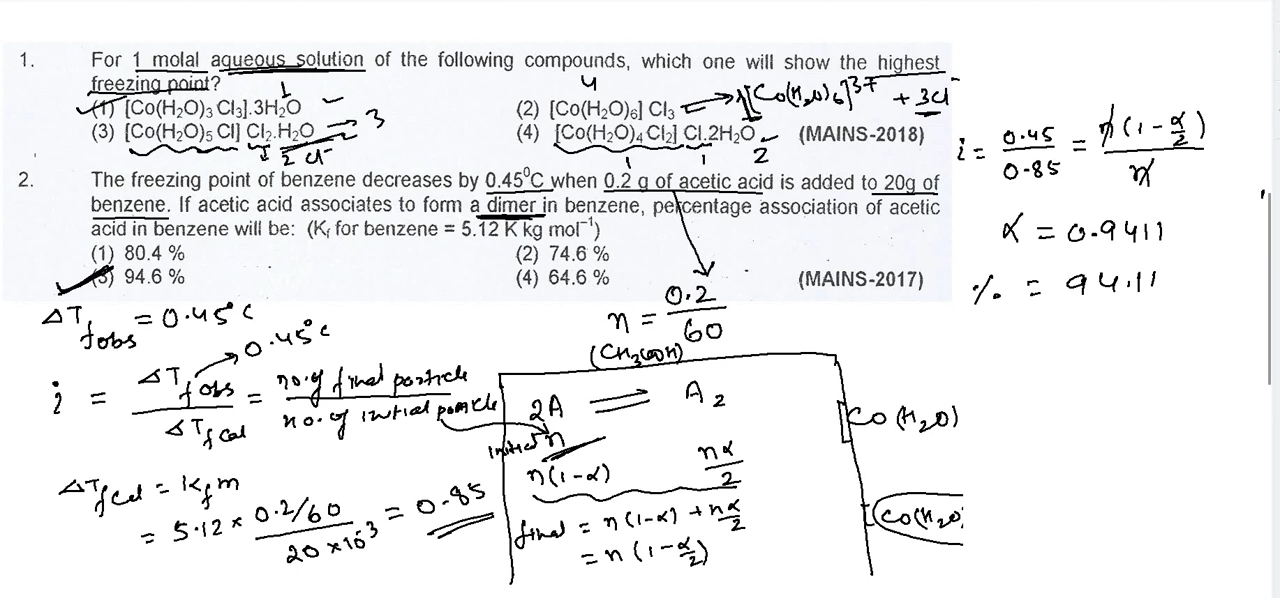 1. For 1 molal aqueous solution of the following compounds, which one will show the highest
freezing point?
1
4
(1) [Co(H₂O)₃ Cl₃].3H₂O
(2) [Co(H₂O)₆] Cl₃ → [Co(H₂O)₆]³⁺ + 3Cl⁻
(3) [Co(H₂O)₅ Cl] Cl₂.H₂O
3
(4) [Co(H₂O)₄ Cl₂] Cl.2H₂O
(MAINS-2018)
1 2Cl⁻
1 1 2
2. The freezing point of benzene decreases by 0.45°C when 0.2 g of acetic acid is added to 20g of
benzene. If acetic acid associates to form a dimer in benzene, percentage association of acetic
acid in benzene will be: (Kf for benzene = 5.12 K kg mol⁻¹)
(1) 80.4 %
(2) 74.6 %
(3) 94.6 %
(4) 64.6 %
(MAINS-2017)
i = 0.45/0.85 = n(1-α/2)/n
α = 0.9411
% = 94.11
ΔTf obs = 0.45°C
n = 0.2/60
(CH₃COOH)
0.45°C
i = ΔTf obs / ΔTf cal = no. of final particle / no. of initial particle
ΔTf cal = Kf m
= 5.12 × 0.2/60 / 20 × 10⁻³ = 0.85
2A ⇌ A₂
initial n
n(1-α) nα/2
final = n(1-α) + nα/2
= n(1-α/2)
[Co(H₂O)
[Co(H₂O)